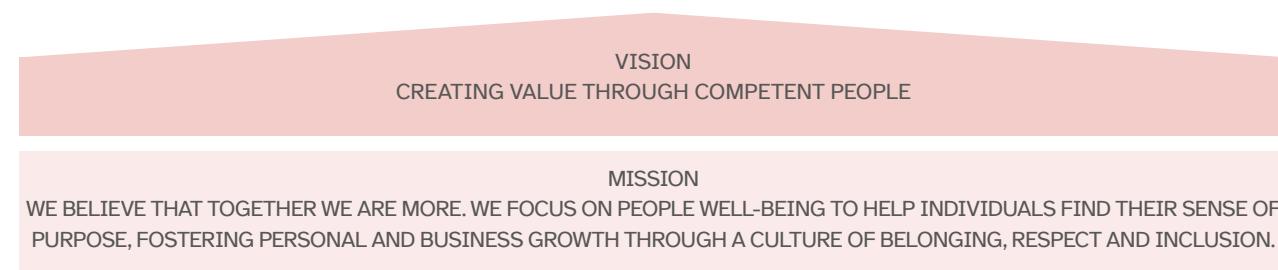 VISION
CREATING VALUE THROUGH COMPETENT PEOPLE
MISSION
WE BELIEVE THAT TOGETHER WE ARE MORE. WE FOCUS ON PEOPLE WELL-BEING TO HELP INDIVIDUALS FIND THEIR SENSE OF
PURPOSE, FOSTERING PERSONAL AND BUSINESS GROWTH THROUGH A CULTURE OF BELONGING, RESPECT AND INCLUSION.